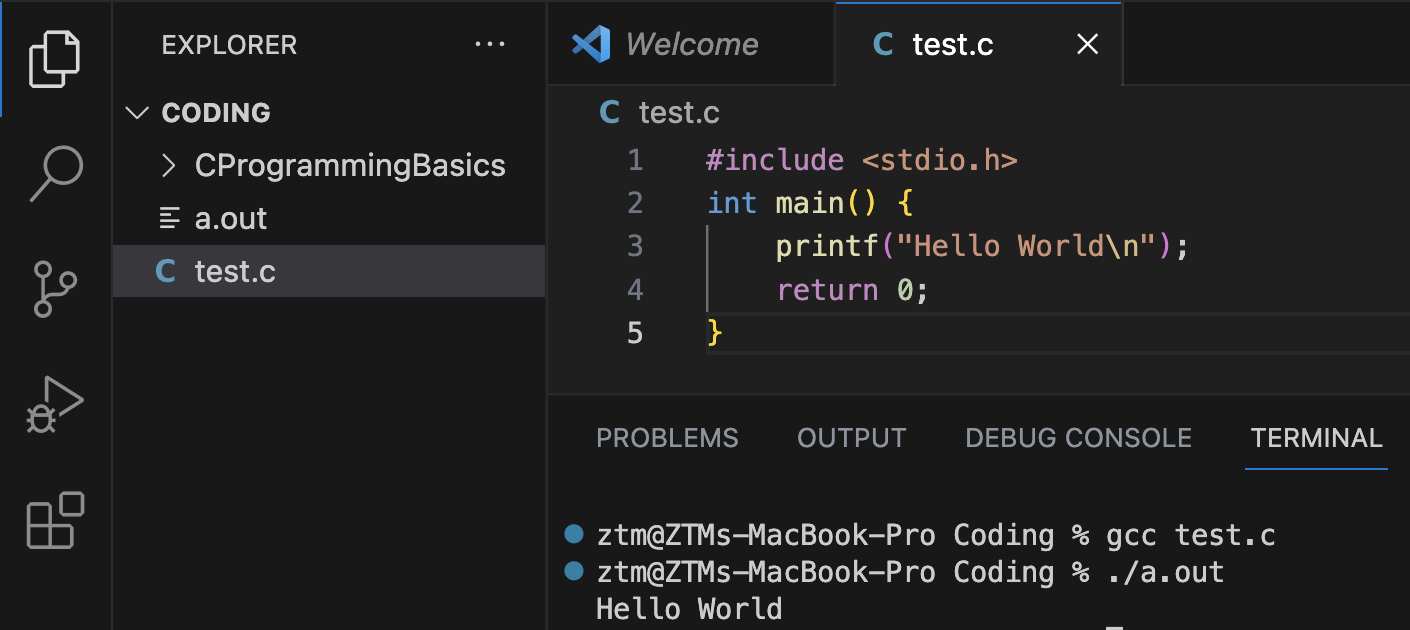 EXPLORER
CODING
CProgrammingBasics
a.out
C test.c
Welcome
C test.c
C test.c
1 #include <stdio.h>
2 int main() {
3     printf("Hello World\n");
4     return 0;
5 }
PROBLEMS OUTPUT DEBUG CONSOLE TERMINAL
ztm@ZTMs-MacBook-Pro Coding % gcc test.c
ztm@ZTMs-MacBook-Pro Coding % ./a.out
Hello World